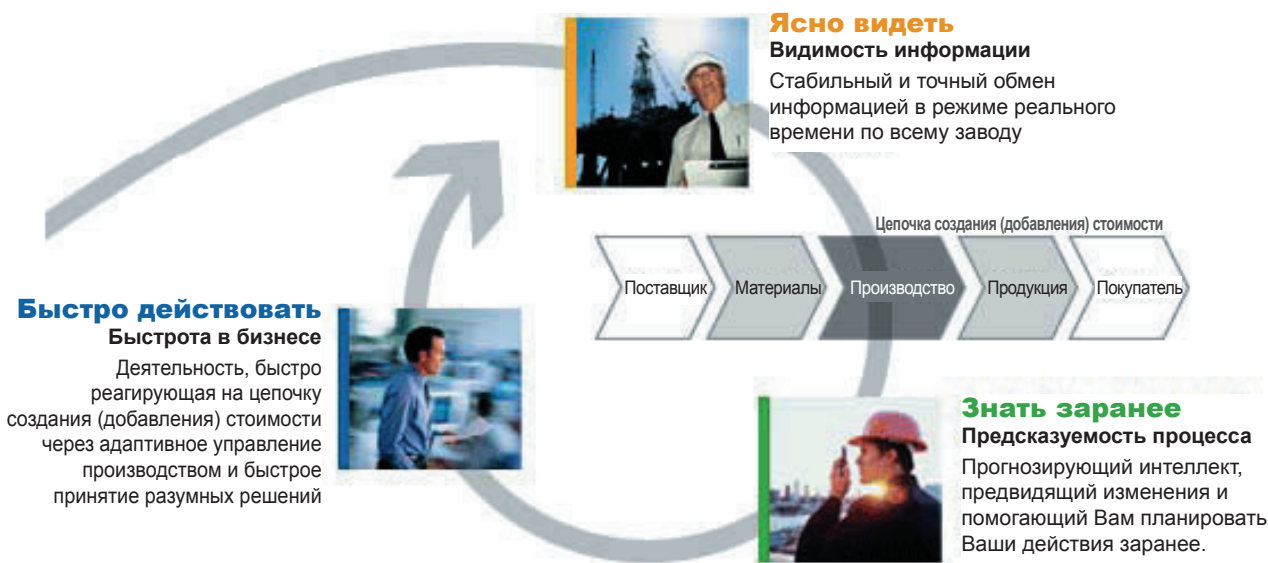 Ясно видеть
Видимость информации
Стабильный и точный обмен
информацией в режиме реального
времени по всему заводу
Цепочка создания (добавления) стоимости
Поставщик
Материалы
Производство
Продукция
Покупатель
Быстро действовать
Быстрота в бизнесе
Деятельность, быстро
реагирующая на цепочку
создания (добавления) стоимости
через адаптивное управление
производством и быстрое
принятие разумных решений
Знать заранее
Предсказуемость процесса
Прогнозирующий интеллект,
предвидящий изменения и
помогающий Вам планировать
Ваши действия заранее.